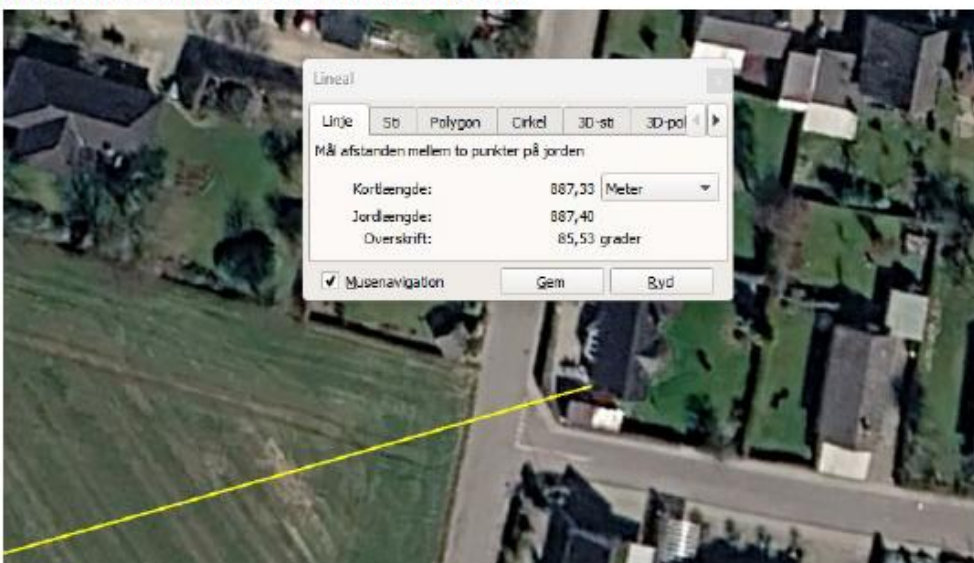 Lineal
Linje Sti Polygon Cirkel 3D-sti 3D-pol
Mål afstanden mellem to punkter på jorden
Kortlængde: 887,33 Meter
Jordlængde: 887,40
Overskrift: 85,53 grader
Musenavigation Gem Ryd